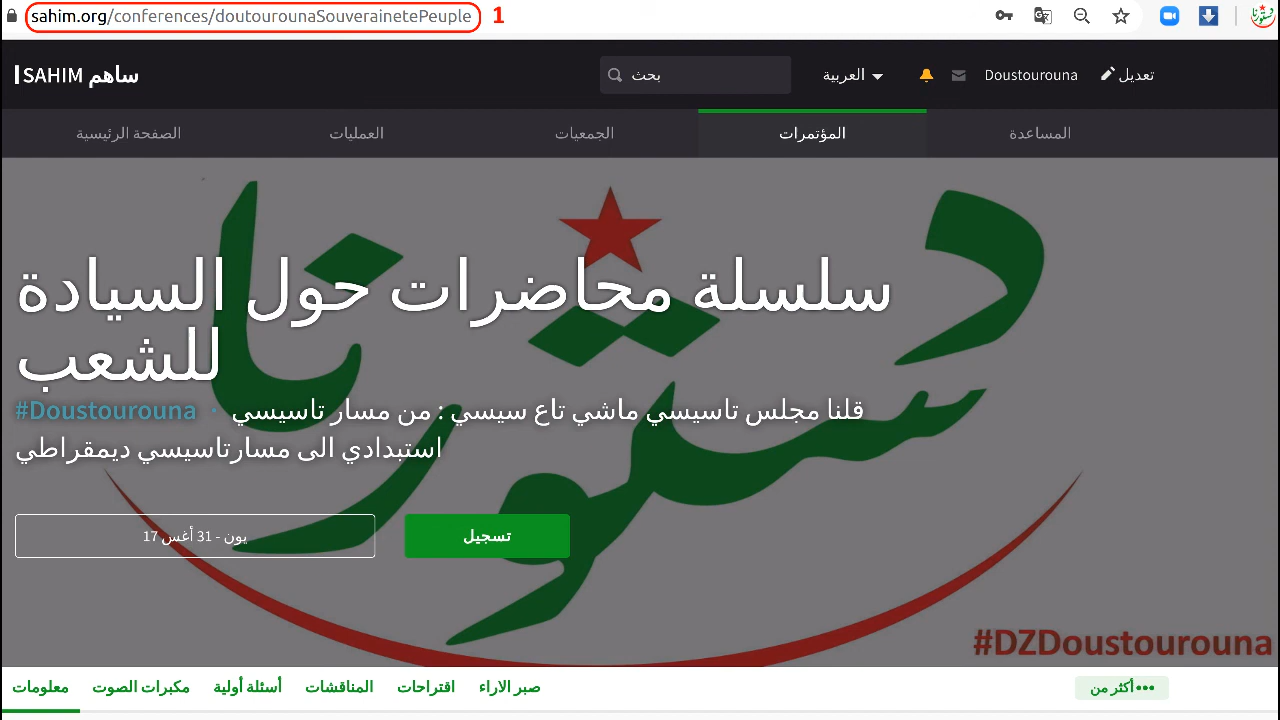 sahim.org/conferences/doutourounaSouverainetePeuple 1
SAHIM ساهم
بحث
العربية
Doustourouna
تعديل
الصفحة الرئيسية
العمليات
الجمعيات
المؤتمرات
المساعدة
دستورنا
سلسلة محاضرات حول السيادة
للشعب
#Doustourouna · قلنا مجلس تاسيسي ماشي تاع سيسي : من مسار تاسيسي
استبدادي الى مسارتاسيسي ديمقراطي
17 يون - 31 أغس
تسجيل
#DZDoustourouna
معلومات
مكبرات الصوت
أسئلة أولية
المناقشات
اقتراحات
صبر الاراء
أكثر من •••